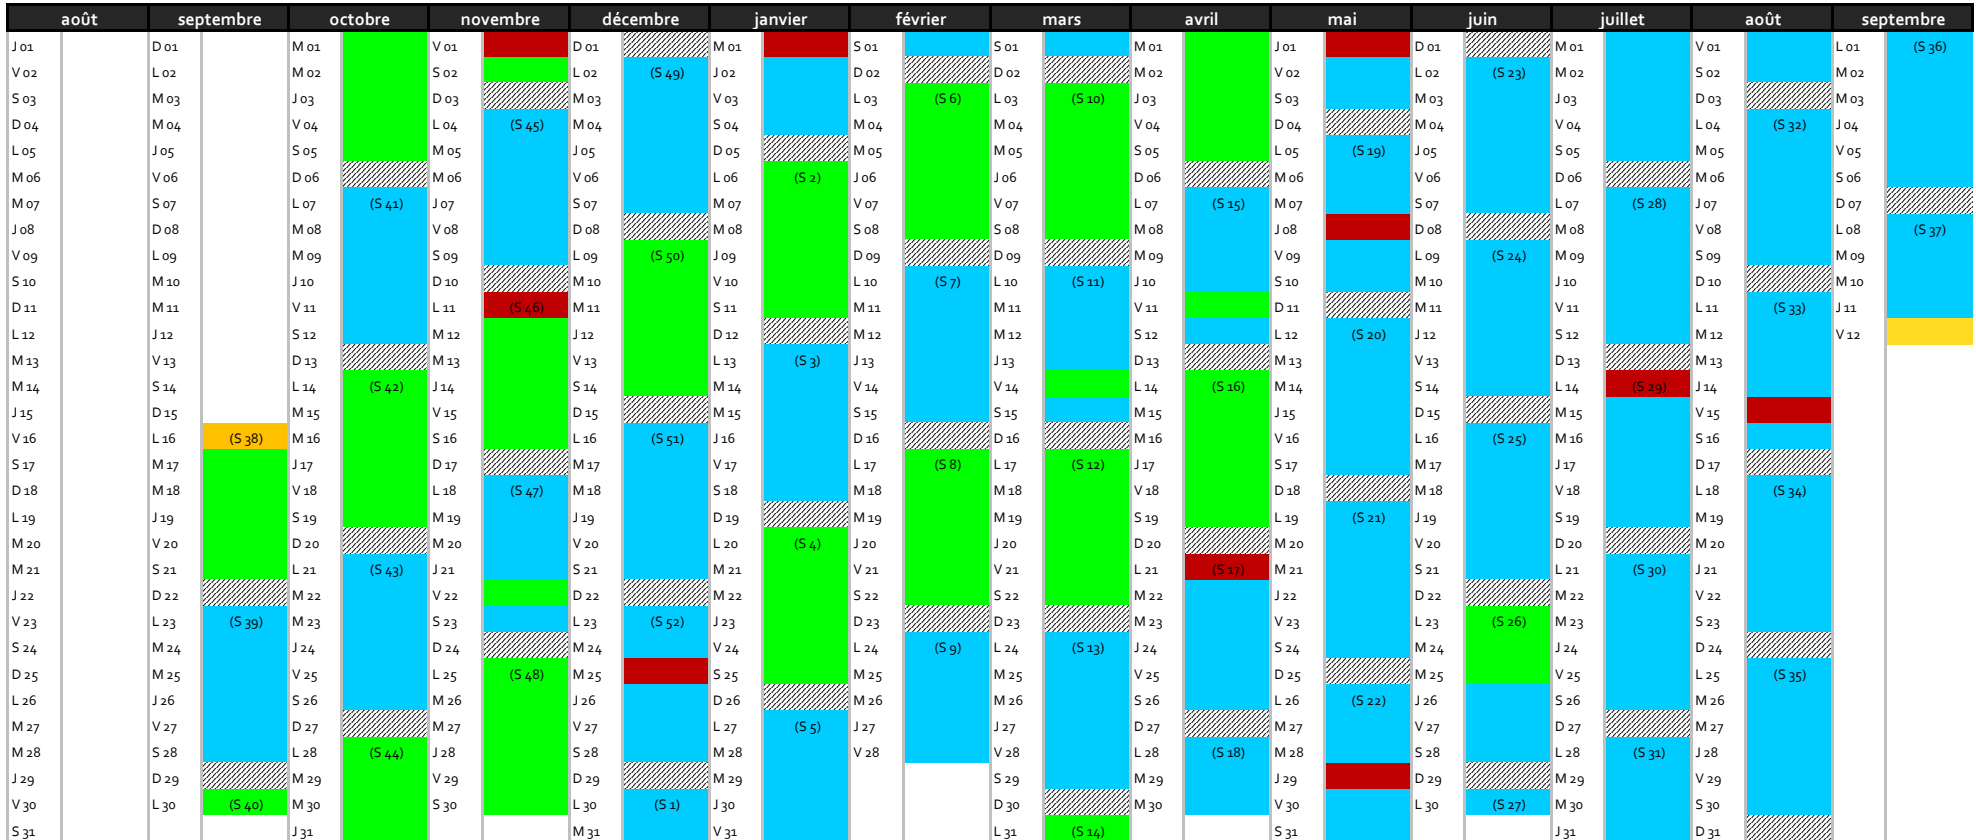 août septembre octobre novembre décembre janvier février mars avril mai juin juillet août septembre
J 01 D 01 M 01 V 01 D 01 M 01 S 01 S 01 M 01 J 01 D 01 M 01 V 01 L 01 (S 36)
V 02 L 02 M 02 S 02 L 02 (S 49) J 02 D 02 D 02 M 02 V 02 L 02 (S 23) M 02 S 02 M 02
S 03 M 03 J 03 D 03 M 03 V 03 L 03 (S 6) L 03 (S 10) J 03 S 03 M 03 J 03 D 03 M 03
D 04 M 04 V 04 L 04 (S 45) M 04 S 04 M 04 M 04 V 04 D 04 M 04 V 04 L 04 (S 32) J 04
L 05 J 05 S 05 M 05 J 05 D 05 M 05 M 05 S 05 L 05 (S 19) J 05 S 05 M 05 V 05
M 06 V 06 D 06 M 06 V 06 L 06 (S 2) J 06 J 06 D 06 M 06 V 06 D 06 M 06 S 06
M 07 S 07 L 07 (S 41) J 07 S 07 M 07 V 07 V 07 L 07 (S 15) M 07 S 07 L 07 (S 28) J 07 D 07
J 08 D 08 M 08 V 08 D 08 M 08 S 08 S 08 M 08 J 08 D 08 M 08 V 08 L 08 (S 37)
V 09 L 09 M 09 S 09 L 09 (S 50) J 09 D 09 D 09 M 09 V 09 L 09 (S 24) M 09 S 09 M 09
S 10 M 10 J 10 D 10 M 10 V 10 L 10 (S 7) L 10 (S 11) J 10 S 10 M 10 J 10 D 10 M 10
D 11 M 11 V 11 L 11 (S 46) M 11 S 11 M 11 M 11 V 11 D 11 M 11 V 11 L 11 (S 33) J 11
L 12 J 12 S 12 M 12 J 12 D 12 M 12 M 12 S 12 L 12 (S 20) J 12 S 12 M 12 V 12
M 13 V 13 D 13 M 13 V 13 L 13 (S 3) J 13 J 13 D 13 M 13 V 13 D 13 M 13
M 14 S 14 L 14 (S 42) J 14 S 14 M 14 V 14 V 14 L 14 (S 16) M 14 S 14 L 14 (S 29) J 14
J 15 D 15 M 15 V 15 D 15 M 15 S 15 S 15 M 15 J 15 D 15 M 15 V 15
V 16 L 16 (S 38) M 16 S 16 L 16 (S 51) J 16 D 16 D 16 M 16 V 16 L 16 (S 25) M 16 S 16
S 17 M 17 J 17 D 17 M 17 V 17 L 17 (S 8) L 17 (S 12) J 17 S 17 M 17 J 17 D 17
D 18 M 18 V 18 L 18 (S 47) M 18 S 18 M 18 M 18 V 18 D 18 M 18 V 18 L 18 (S 34)
L 19 J 19 S 19 M 19 J 19 D 19 M 19 M 19 S 19 L 19 (S 21) J 19 S 19 M 19
M 20 V 20 D 20 M 20 V 20 L 20 (S 4) J 20 J 20 D 20 M 20 V 20 D 20 M 20
M 21 S 21 L 21 (S 43) J 21 S 21 M 21 V 21 V 21 L 21 (S 17) M 21 S 21 L 21 (S 30) J 21
J 22 D 22 M 22 V 22 D 22 M 22 S 22 S 22 M 22 J 22 D 22 M 22 V 22
V 23 L 23 (S 39) M 23 S 23 L 23 (S 52) J 23 D 23 D 23 M 23 V 23 L 23 (S 26) M 23 S 23
S 24 M 24 J 24 D 24 M 24 V 24 L 24 (S 9) L 24 (S 13) J 24 S 24 M 24 J 24 D 24
D 25 M 25 V 25 L 25 (S 48) M 25 S 25 M 25 M 25 V 25 D 25 M 25 V 25 L 25 (S 35)
L 26 J 26 S 26 M 26 J 26 D 26 M 26 M 26 S 26 L 26 (S 22) J 26 S 26 M 26
M 27 V 27 D 27 M 27 V 27 L 27 (S 5) J 27 J 27 D 27 M 27 V 27 D 27 M 27
M 28 S 28 L 28 (S 44) J 28 S 28 M 28 V 28 V 28 L 28 (S 18) M 28 S 28 L 28 (S 31) J 28
J 29 D 29 M 29 V 29 D 29 M 29 S 29 M 29 J 29 D 29 M 29 V 29
V 30 L 30 (S 40) M 30 S 30 L 30 (S 1) J 30 D 30 M 30 V 30 L 30 (S 27) M 30 S 30
S 31 J 31 M 31 V 31 L 31 (S 14) S 31 J 31 D 31